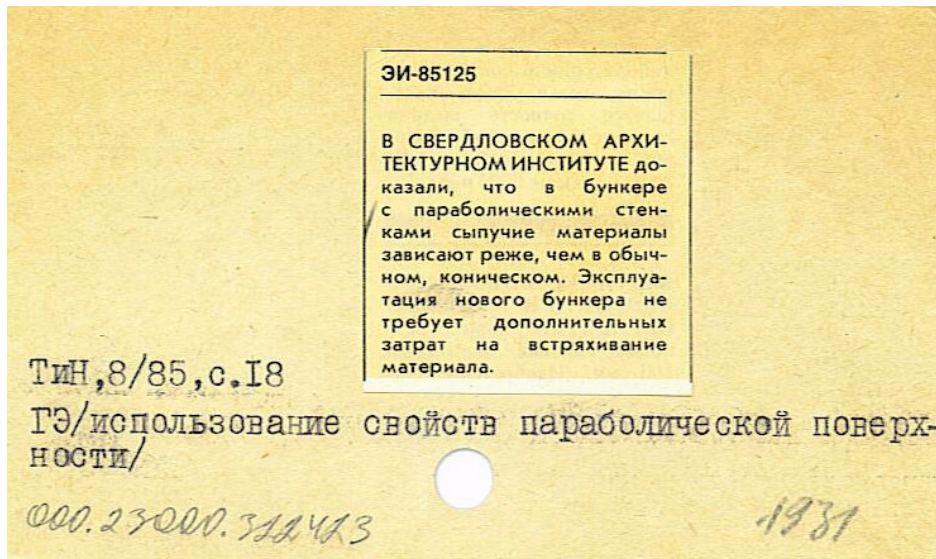 ЭИ-85125
В СВЕРДЛОВСКОМ АРХИ-
ТЕКТУРНОМ ИНСТИТУТЕ до-
казали, что в бункере
с параболическими стен-
ками сыпучие материалы
зависают реже, чем в обыч-
ном, коническом. Эксплуа-
тация нового бункера не
требует дополнительных
затрат на встряхивание
материала.
ТиН,8/85,с.I8
ГЭ/использование свойств параболической поверх-
ности/
000.23000.322423 1931